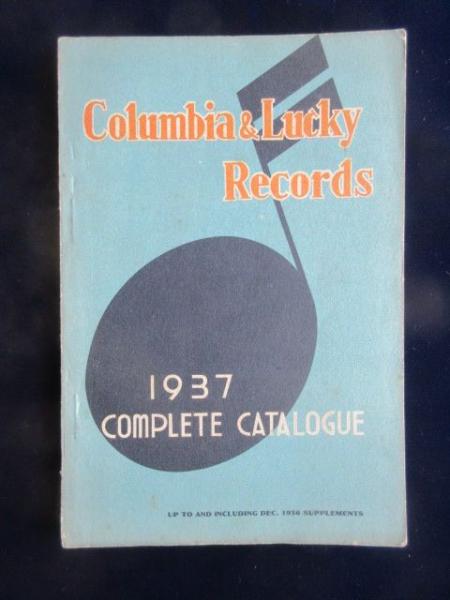 Columbia & Lucky
Records
1937
COMPLETE CATALOGUE
UP TO AND INCLUDING DEC. 1936 SUPPLEMENTS